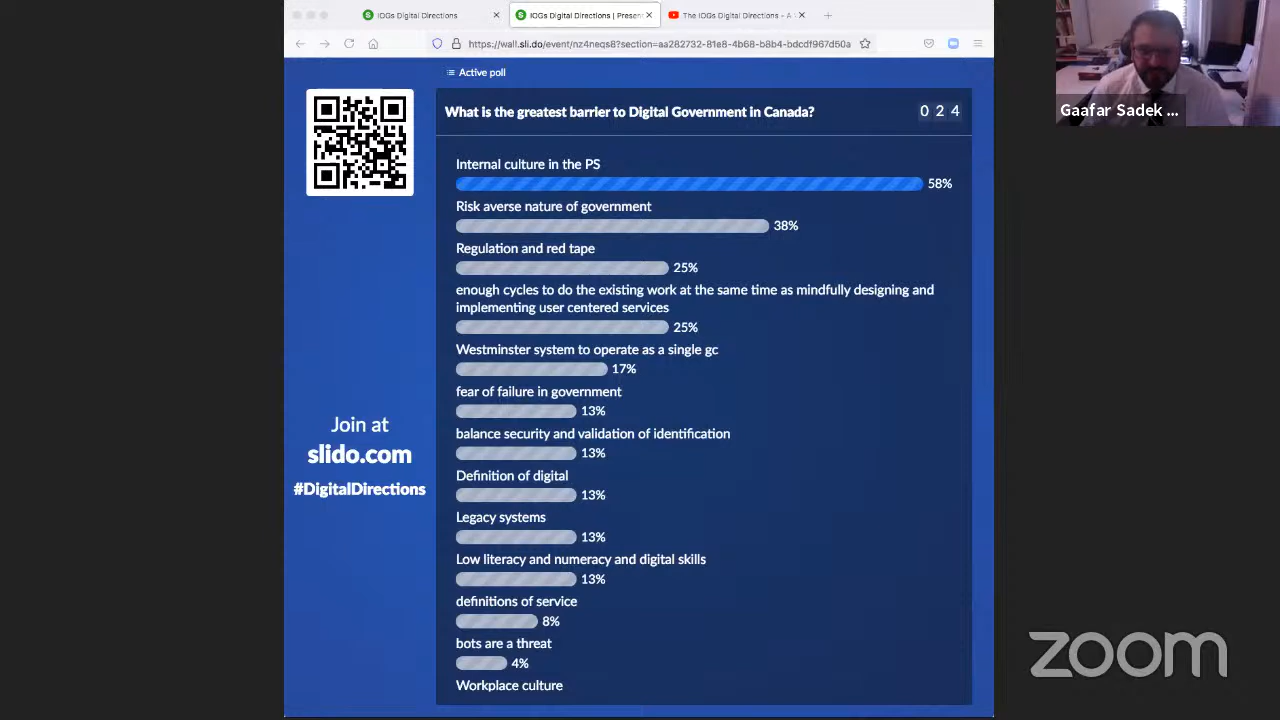 IOGs Digital Directions
IOGs Digital Directions | Presen
The IOGs Digital Directions - A
https://wall.sli.do/event/nz4neqs8?section=aa282732-81e8-4b68-b8b4-bdcdf967d50a
Active poll
What is the greatest barrier to Digital Government in Canada?
0 2 4
Internal culture in the PS
58%
Risk averse nature of government
38%
Regulation and red tape
25%
enough cycles to do the existing work at the same time as mindfully designing and
implementing user centered services
25%
Westminster system to operate as a single gc
17%
fear of failure in government
13%
balance security and validation of identification
13%
Definition of digital
13%
Legacy systems
13%
Low literacy and numeracy and digital skills
13%
definitions of service
8%
bots are a threat
4%
Workplace culture
Join at
slido.com
#DigitalDirections
Gaafar Sadek ...
zoom